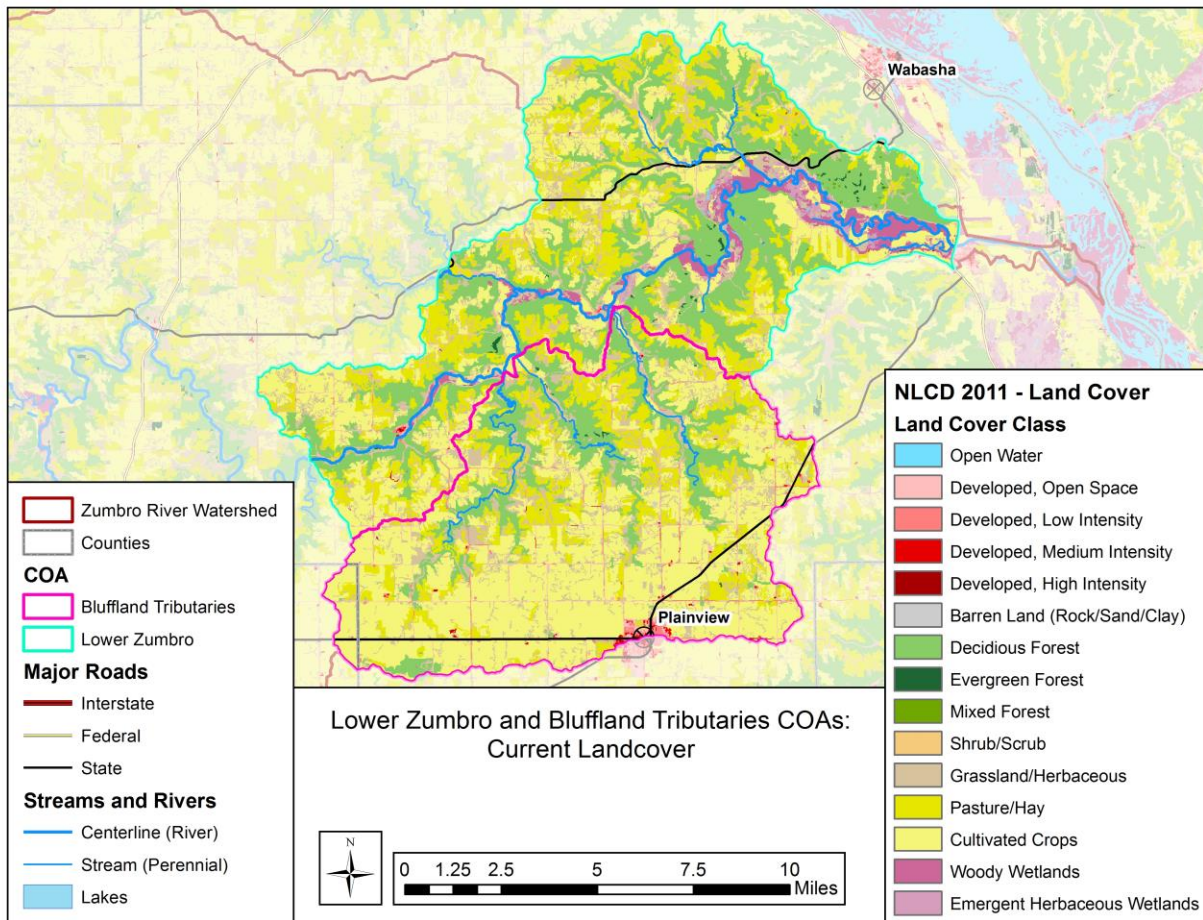 Wabasha
Plainview
Zumbro River Watershed
Counties
COA
Bluffland Tributaries
Lower Zumbro
Major Roads
Interstate
Federal
State
Streams and Rivers
Centerline (River)
Stream (Perennial)
Lakes
Lower Zumbro and Bluffland Tributaries COAs:
Current Landcover
N
0 1.25 2.5 5 7.5 10
Miles
NLCD 2011 - Land Cover
Land Cover Class
Open Water
Developed, Open Space
Developed, Low Intensity
Developed, Medium Intensity
Developed, High Intensity
Barren Land (Rock/Sand/Clay)
Decidious Forest
Evergreen Forest
Mixed Forest
Shrub/Scrub
Grassland/Herbaceous
Pasture/Hay
Cultivated Crops
Woody Wetlands
Emergent Herbaceous Wetlands